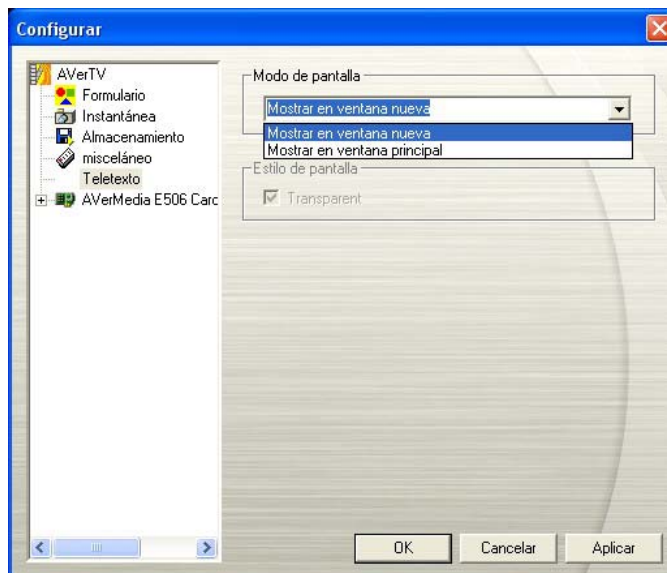 Configurar
AVerTV
Formulario
Instantánea
Almacenamiento
misceláneo
Teletexto
AVerMedia E506 Carc
Modo de pantalla
Mostrar en ventana nueva
Mostrar en ventana nueva
Mostrar en ventana principal
Estilo de pantalla
Transparent
OK
Cancelar
Aplicar